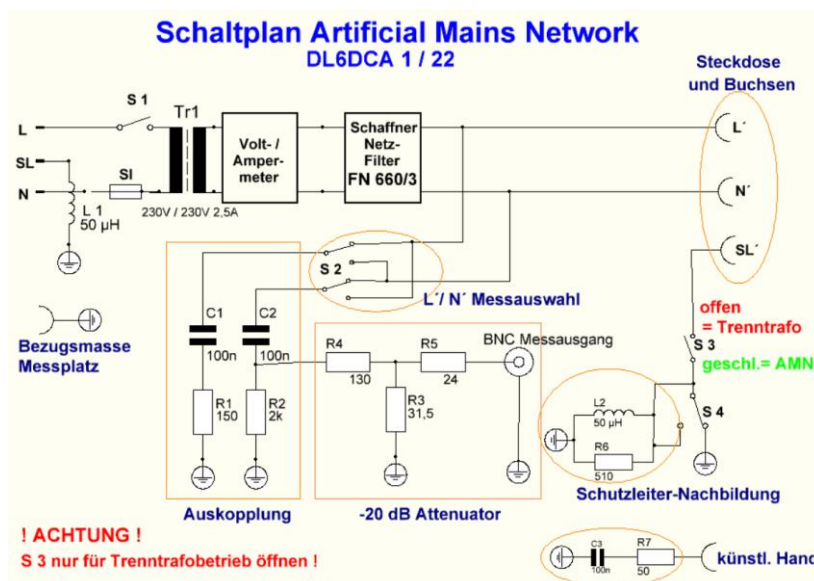 Schaltplan Artificial Mains Network
DL6DCA 1 / 22
Steckdose
und Buchsen
S 1
Tr1
L
SL
N
SI
L 1
50 µH
230V / 230V 2,5A
Volt- /
Amper-
meter
Schaffner
Netz-
Filter
FN 660/3
L´
N´
SL´
S 2
L´/ N´ Messauswahl
offen
= Trenntrafo
S 3
geschl.= AMN
Bezugsmasse
Messplatz
C1
100n
C2
100n
R1
150
R2
2k
R4
130
R5
24
R3
31,5
BNC Messausgang
L2
50 µH
R6
510
S 4
Schutzleiter-Nachbildung
Auskopplung
-20 dB Attenuator
! ACHTUNG !
S 3 nur für Trenntrafobetrieb öffnen !
C3
100n
R7
50
künstl. Hand